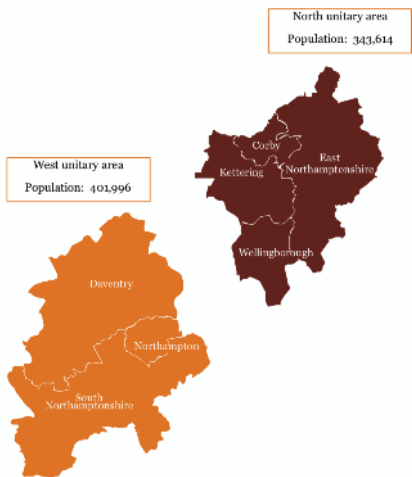 North unitary area
Population: 343,614
Corby
East
Northamptonshire
Kettering
Wellingborough
West unitary area
Population: 401,996
Daventry
Northampton
South
Northamptonshire